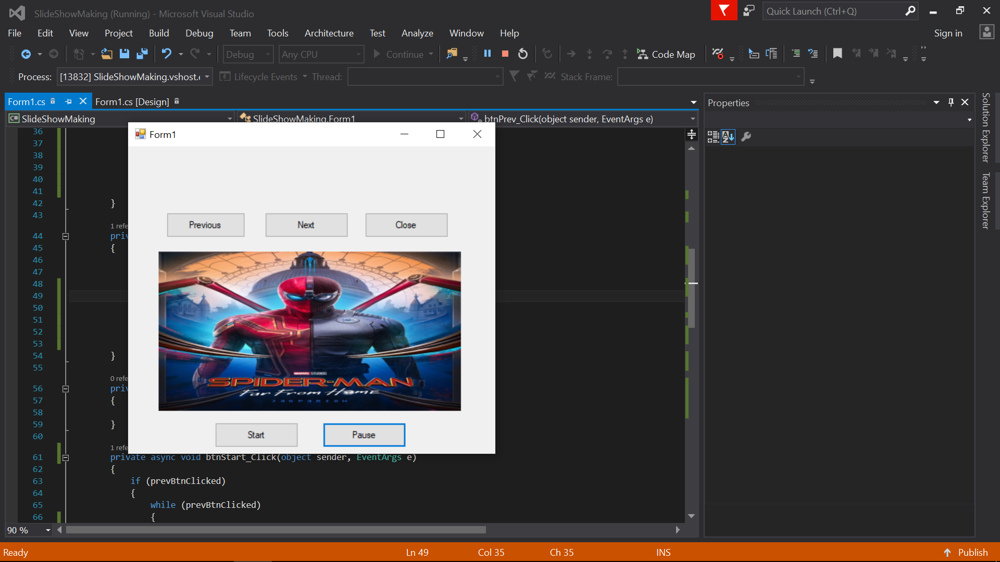 SlideShowMaking (Running) - Microsoft Visual Studio
Quick Launch (Ctrl+Q)
File Edit View Project Build Debug Team Tools Architecture Test Analyze Window Help
Sign in
Debug Any CPU Continue Code Map
Process: [13832] SlideShowMaking.vshost.e Lifecycle Events Thread: Stack Frame:
Form1.cs Form1.cs [Design]
Properties
C# SlideShowMaking SlideShowMaking.Form1 btnPrev_Click(object sender, EventArgs e)
Solution Explorer
Team Explorer
Form1
Previous Next Close
MARVEL STUDIOS
SPIDER-MAN
Far From Home
Start Pause
36
37
38
39
40
41
42 }
43
1 refe
44 priv
45 {
46
47
48
49
50
51
52
53
54 }
55
0 refe
56 priv
57 {
58
59 }
60
1 refe
61 private async void btnStart_Click(object sender, EventArgs e)
62 {
63 if (prevBtnClicked)
64 {
65 while (prevBtnClicked)
66 {
90 %
Ready Ln 49 Col 35 Ch 35 INS Publish